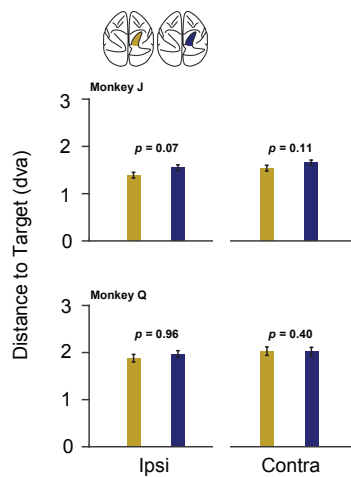 Monkey J
3
2
1
0
p = 0.07
p = 0.11
Distance to Target (dva)
Monkey Q
3
2
1
0
p = 0.96
p = 0.40
Ipsi
Contra